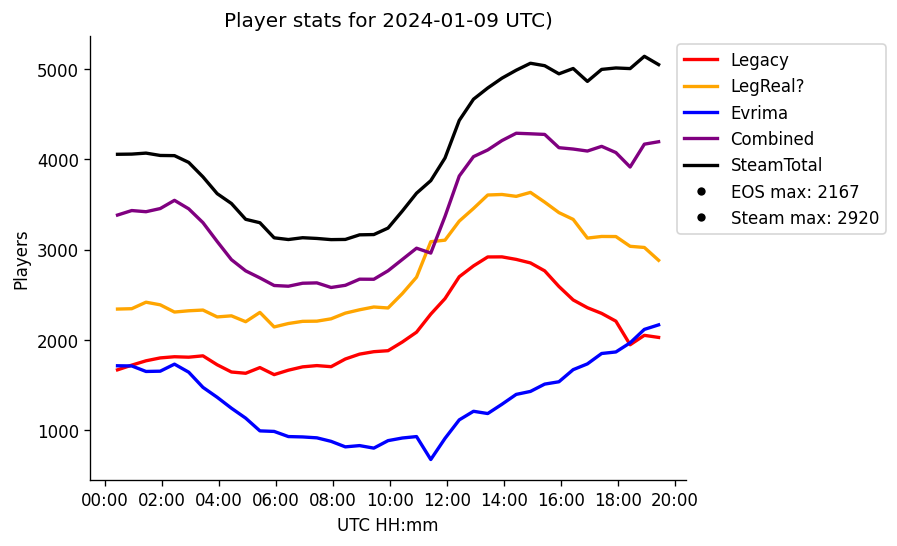 Player stats for 2024-01-09 UTC)
Legacy
LegReal?
Evrima
Combined
SteamTotal
EOS max: 2167
Steam max: 2920
Players
5000
4000
3000
2000
1000
00:00 02:00 04:00 06:00 08:00 10:00 12:00 14:00 16:00 18:00 20:00
UTC HH:mm